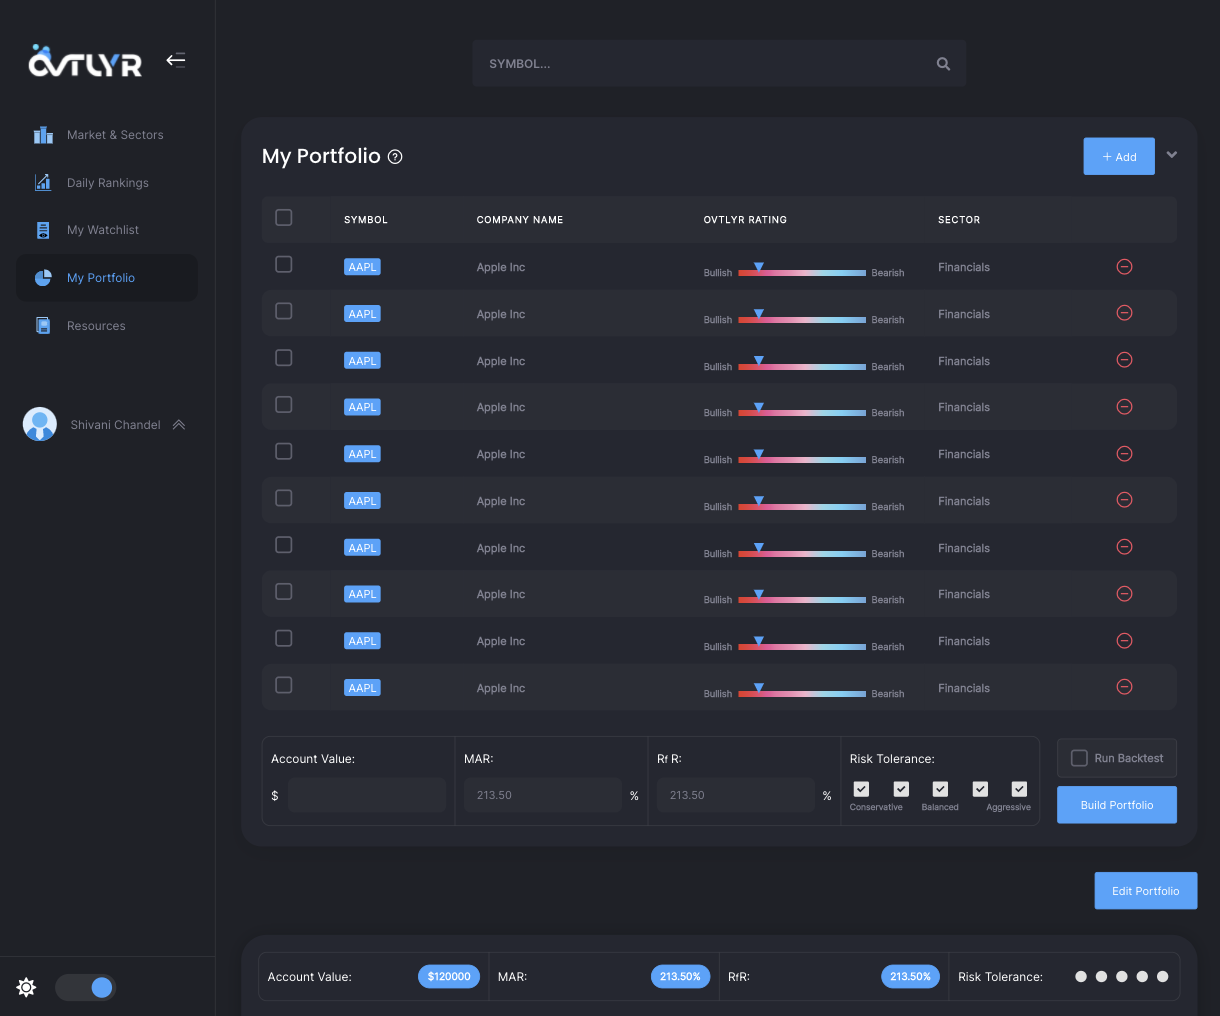 OVTLYR
SYMBOL...
Market & Sectors
Daily Rankings
My Watchlist
My Portfolio
Resources
Shivani Chandel
My Portfolio ?
+ Add
SYMBOL COMPANY NAME OVTLYR RATING SECTOR
AAPL Apple Inc Bullish Bearish Financials
AAPL Apple Inc Bullish Bearish Financials
AAPL Apple Inc Bullish Bearish Financials
AAPL Apple Inc Bullish Bearish Financials
AAPL Apple Inc Bullish Bearish Financials
AAPL Apple Inc Bullish Bearish Financials
AAPL Apple Inc Bullish Bearish Financials
AAPL Apple Inc Bullish Bearish Financials
AAPL Apple Inc Bullish Bearish Financials
AAPL Apple Inc Bullish Bearish Financials
Account Value: MAR: RfR: Risk Tolerance:
$ 213.50 % 213.50 %
Conservative Balanced Aggressive
Run Backtest
Build Portfolio
Edit Portfolio
Account Value: $120000 MAR: 213.50% RfR: 213.50% Risk Tolerance: